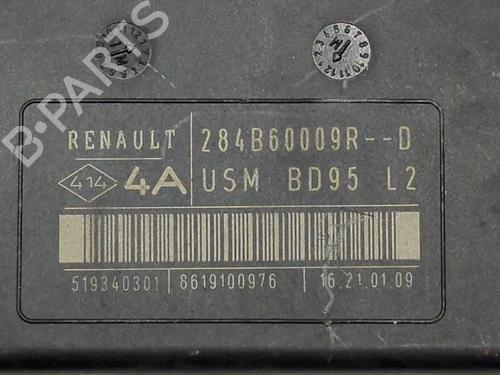 RENAULT 284B60009R--D
414 4A USM BD95 L2
519340301 8619100976 16.21.01.09
B-PARTS